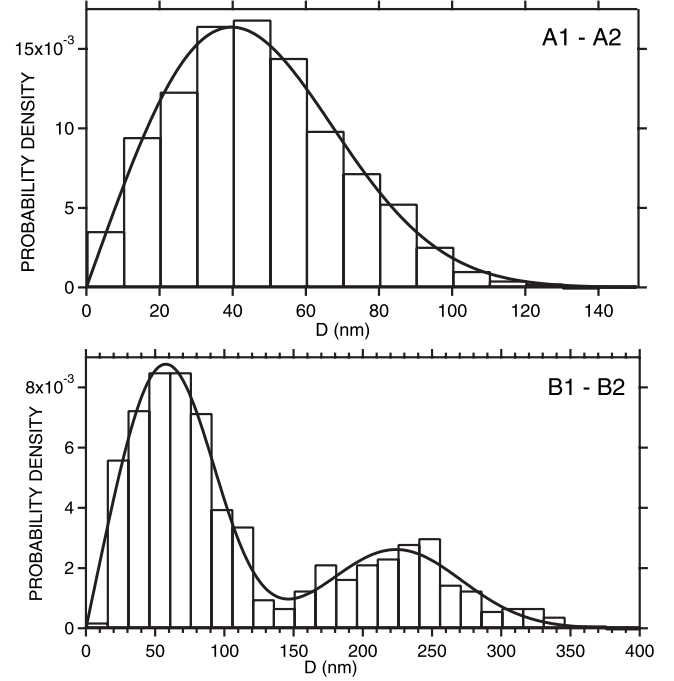 A1 - A2
PROBABILITY DENSITY
15x10-3
10
5
0
0 20 40 60 80 100 120 140
D (nm)
B1 - B2
PROBABILITY DENSITY
8x10-3
6
4
2
0
0 50 100 150 200 250 300 350 400
D (nm)